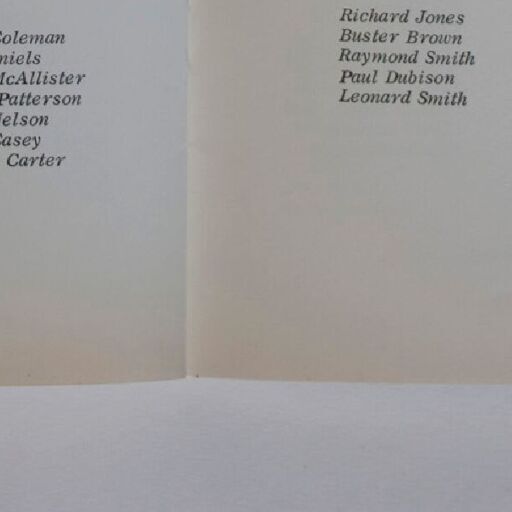 Coleman
niels
McAllister
Patterson
Nelson
Casey
Carter
Richard Jones
Buster Brown
Raymond Smith
Paul Dubison
Leonard Smith